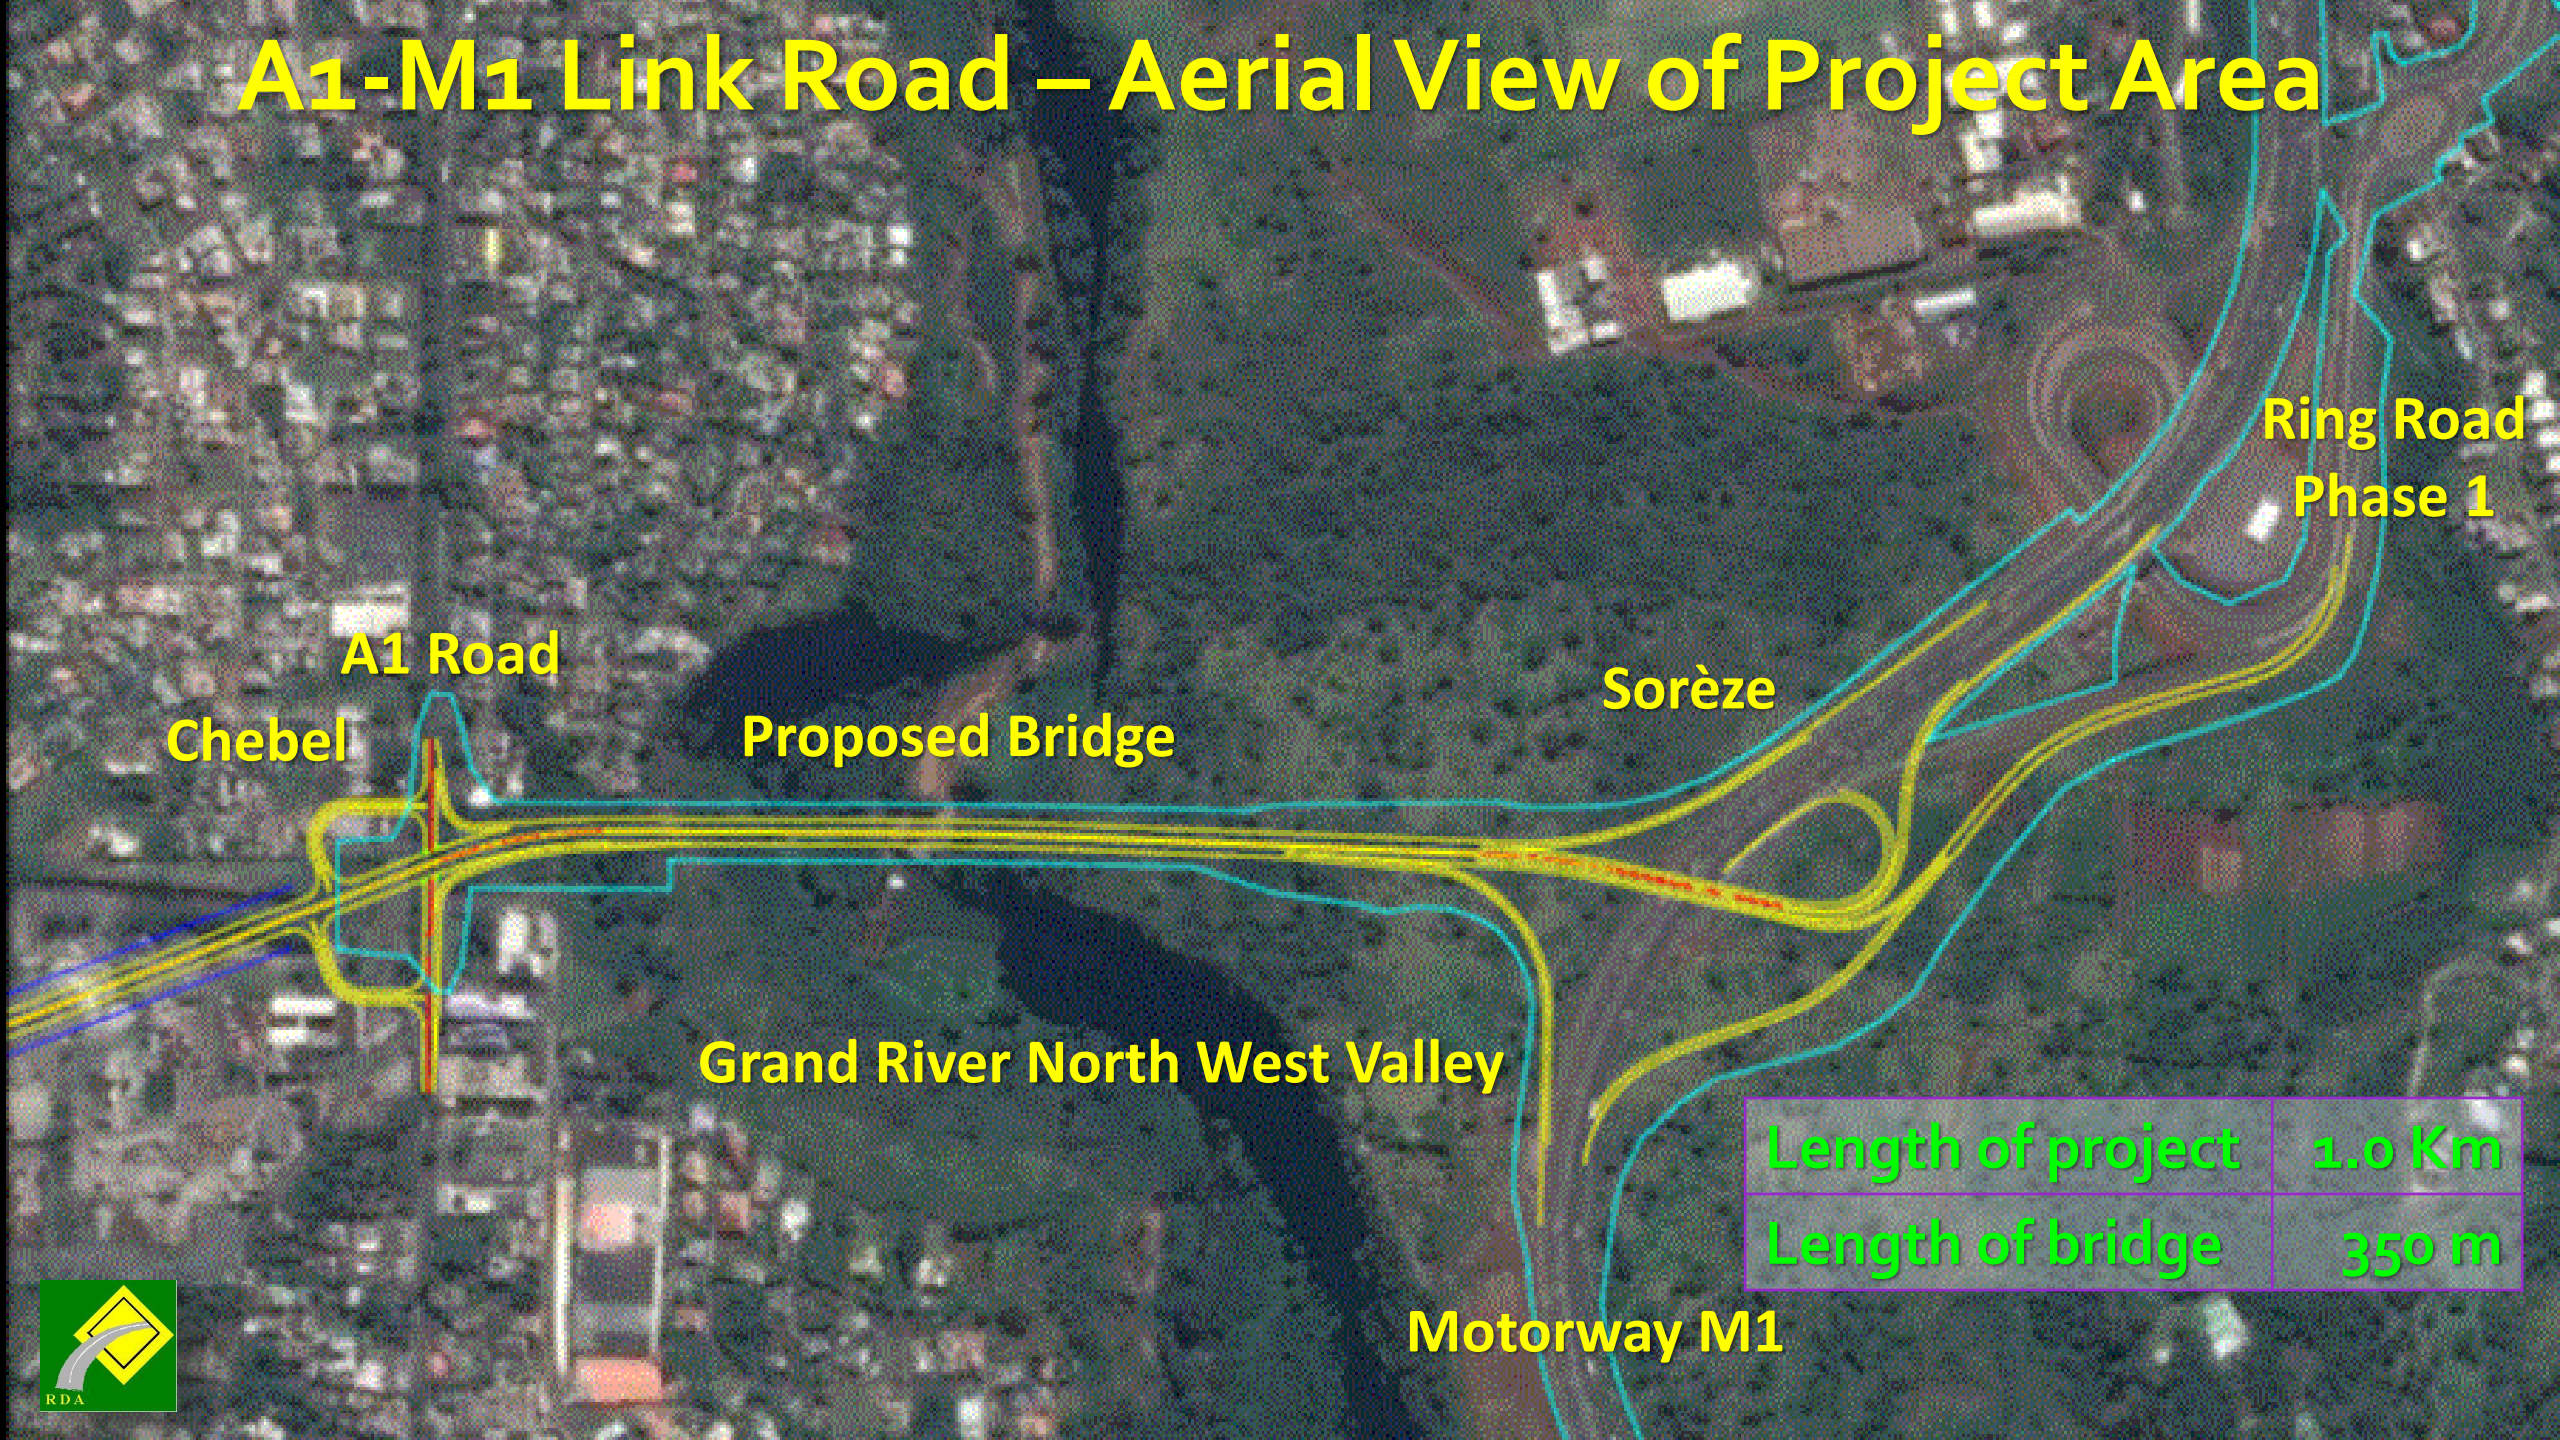 A1-M1 Link Road – Aerial View of Project Area
Ring Road
Phase 1
A1 Road
Sorèze
Chebel
Proposed Bridge
Grand River North West Valley
Length of project 1.0 Km
Length of bridge 350 m
Motorway M1
RDA